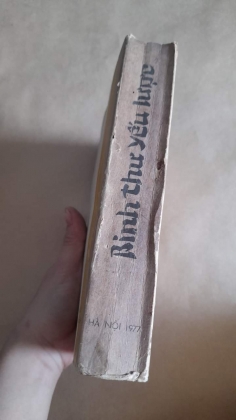 Binh thư yếu lược
HÀ NỘI 1977